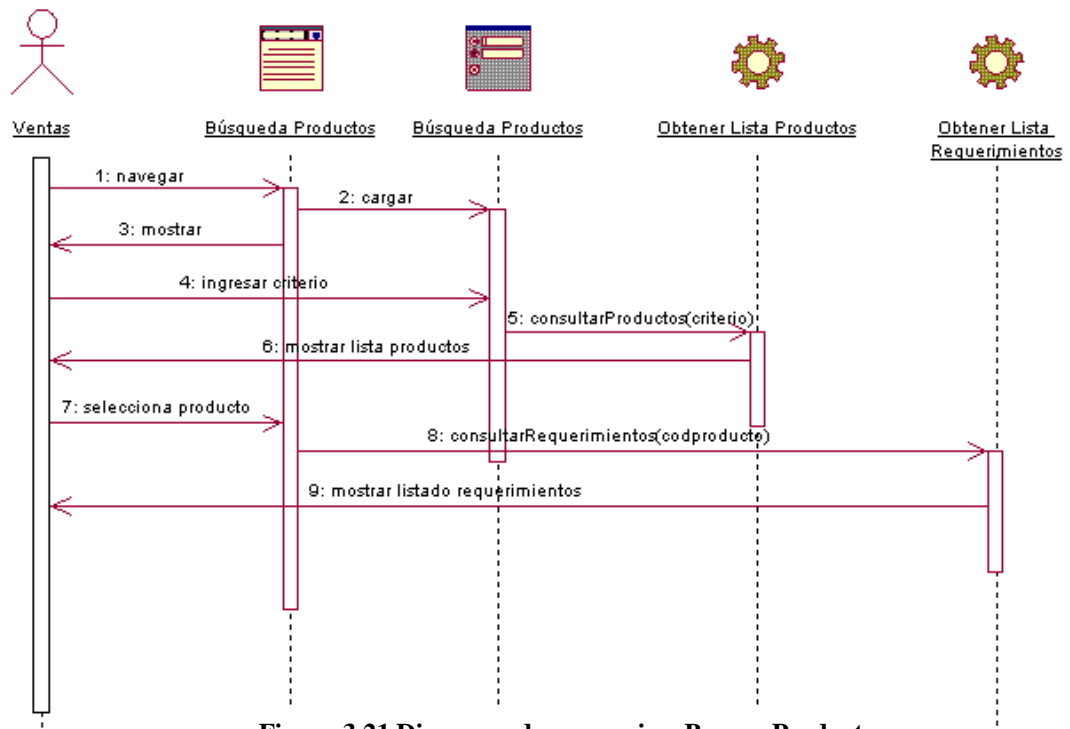 Ventas
Búsqueda Productos
Búsqueda Productos
Obtener Lista Productos
Obtener Lista
Requerimientos
1: navegar
2: cargar
3: mostrar
4: ingresar criterio
5: consultarProductos(criterio)
6: mostrar lista productos
7: selecciona producto
8: consultarRequerimientos(codproducto)
9: mostrar listado requerimientos